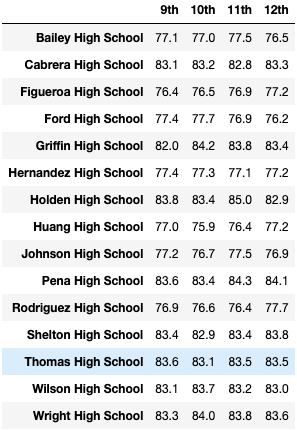 9th 10th 11th 12th
Bailey High School 77.1 77.0 77.5 76.5
Cabrera High School 83.1 83.2 82.8 83.3
Figueroa High School 76.4 76.5 76.9 77.2
Ford High School 77.4 77.7 76.9 76.2
Griffin High School 82.0 84.2 83.8 83.4
Hernandez High School 77.4 77.3 77.1 77.2
Holden High School 83.8 83.4 85.0 82.9
Huang High School 77.0 75.9 76.4 77.2
Johnson High School 77.2 76.7 77.5 76.9
Pena High School 83.6 83.4 84.3 84.1
Rodriguez High School 76.9 76.6 76.4 77.7
Shelton High School 83.4 82.9 83.4 83.8
Thomas High School 83.6 83.1 83.5 83.5
Wilson High School 83.1 83.7 83.2 83.0
Wright High School 83.3 84.0 83.8 83.6